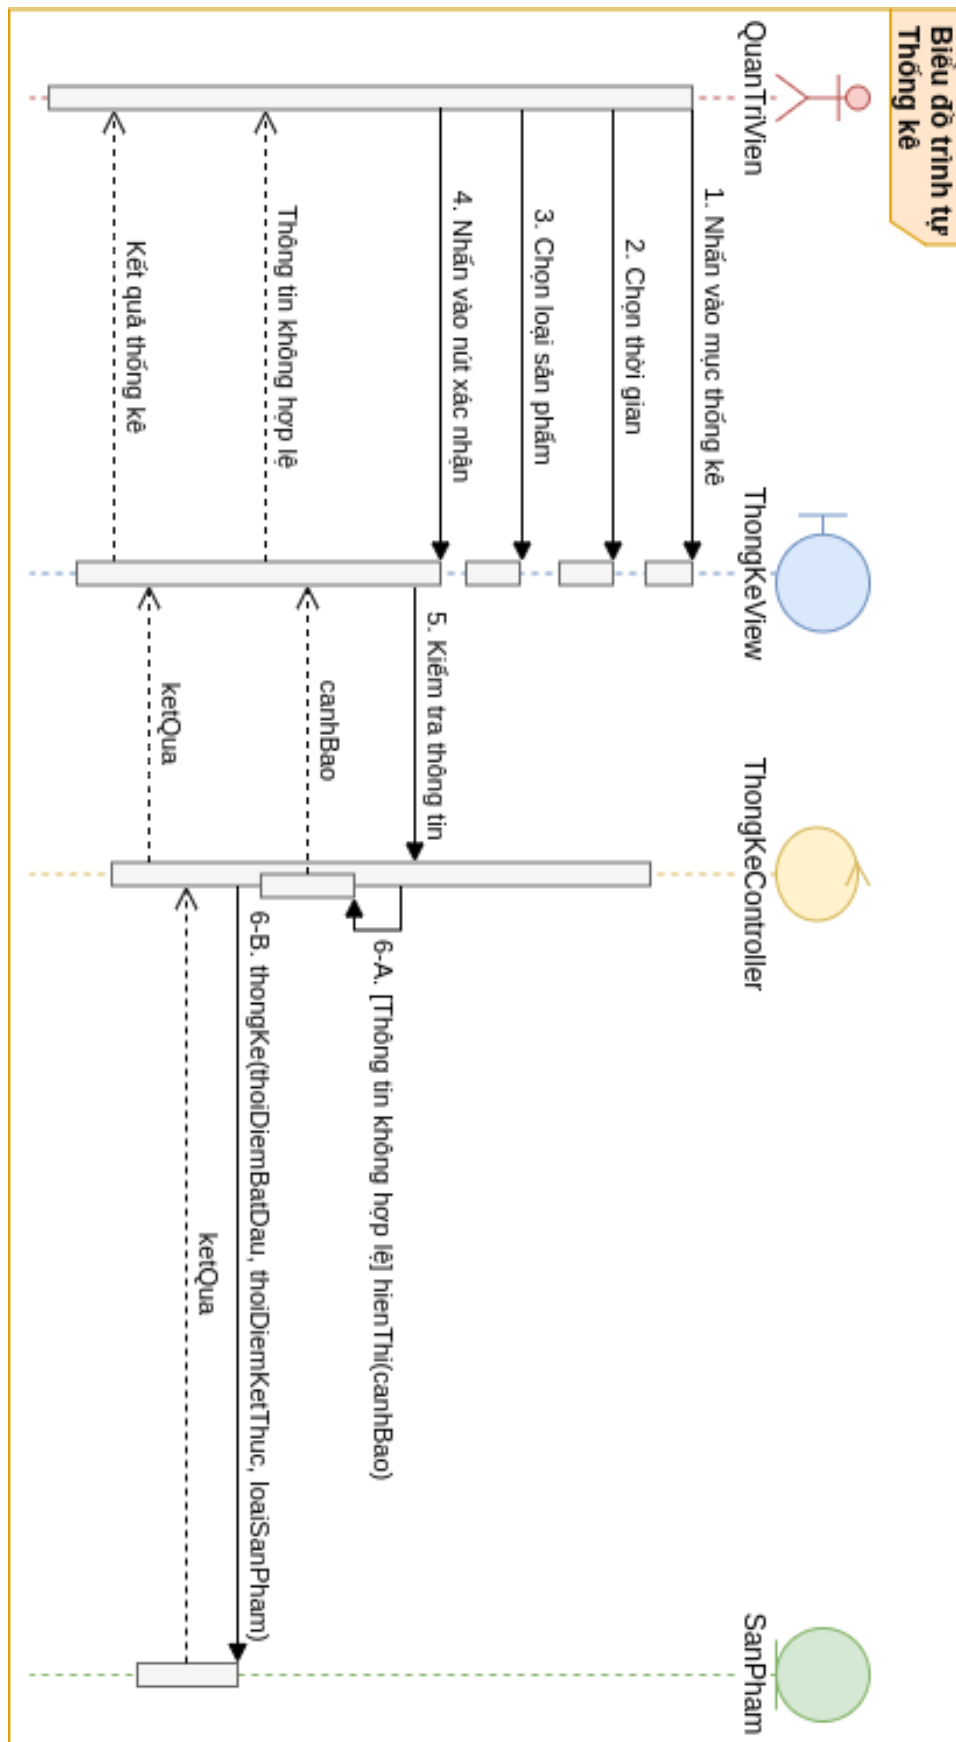 Biểu đồ trình tự
Thống kê
QuanTriVien
ThongKeView
ThongKeController
SanPham
1. Nhấn vào mục thống kê
2. Chọn thời gian
3. Chọn loại sản phẩm
4. Nhấn vào nút xác nhận
5. Kiểm tra thông tin
6-A. [Thông tin không hợp lệ] hienThi(canhBao)
canhBao
Thông tin không hợp lệ
6-B. thongKe(thoiDiemBatDau, thoiDiemKetThuc, loaiSanPham)
ketQua
ketQua
Kết quả thống kê